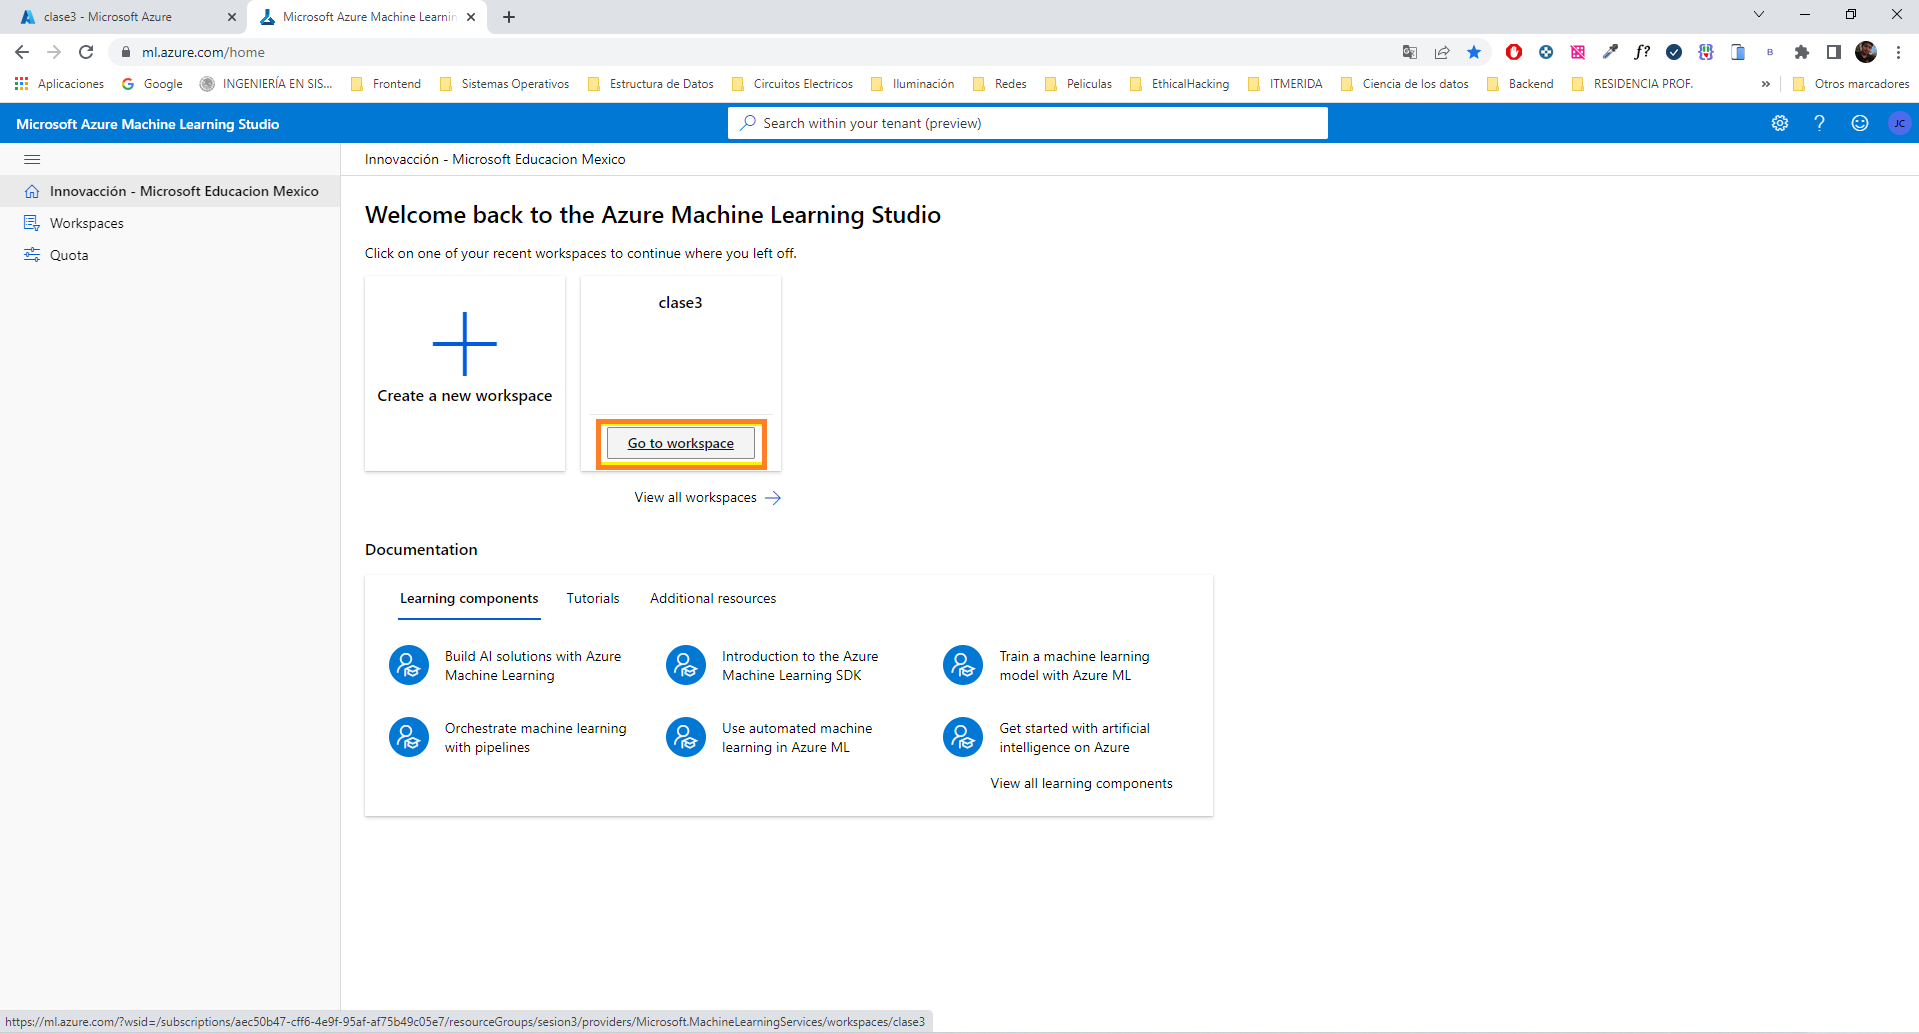 clase3 - Microsoft Azure
Microsoft Azure Machine Learnin
ml.azure.com/home
f?
B
Aplicaciones
Google
INGENIERÍA EN SIS...
Frontend
Sistemas Operativos
Estructura de Datos
Circuitos Electricos
Iluminación
Redes
Peliculas
EthicalHacking
ITMERIDA
Ciencia de los datos
Backend
RESIDENCIA PROF.
»
Otros marcadores
Microsoft Azure Machine Learning Studio
Search within your tenant (preview)
?
JC
Innovacción - Microsoft Educacion Mexico
Workspaces
Quota
Innovacción - Microsoft Educacion Mexico
Welcome back to the Azure Machine Learning Studio
Click on one of your recent workspaces to continue where you left off.
Create a new workspace
clase3
Go to workspace
View all workspaces
Documentation
Learning components
Tutorials
Additional resources
Build AI solutions with Azure
Machine Learning
Introduction to the Azure
Machine Learning SDK
Train a machine learning
model with Azure ML
Orchestrate machine learning
with pipelines
Use automated machine
learning in Azure ML
Get started with artificial
intelligence on Azure
View all learning components
https://ml.azure.com/?wsid=/subscriptions/aec50b47-cff6-4e9f-95af-af75b49c05e7/resourceGroups/sesion3/providers/Microsoft.MachineLearningServices/workspaces/clase3